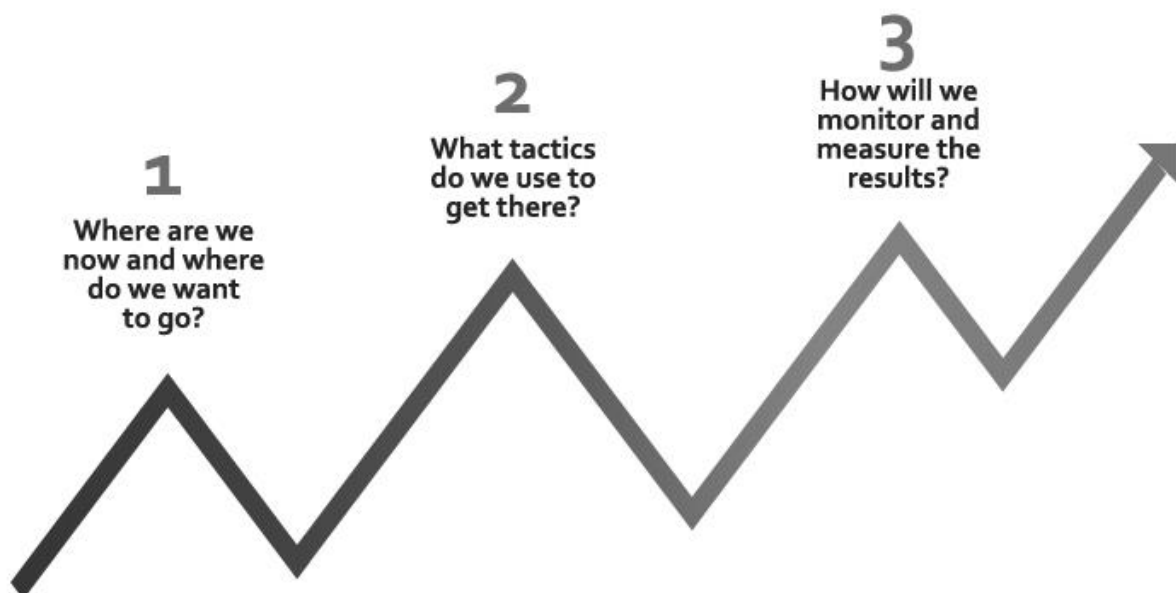 1
Where are we
now and where
do we want
to go?
2
What tactics
do we use to
get there?
3
How will we
monitor and
measure the
results?